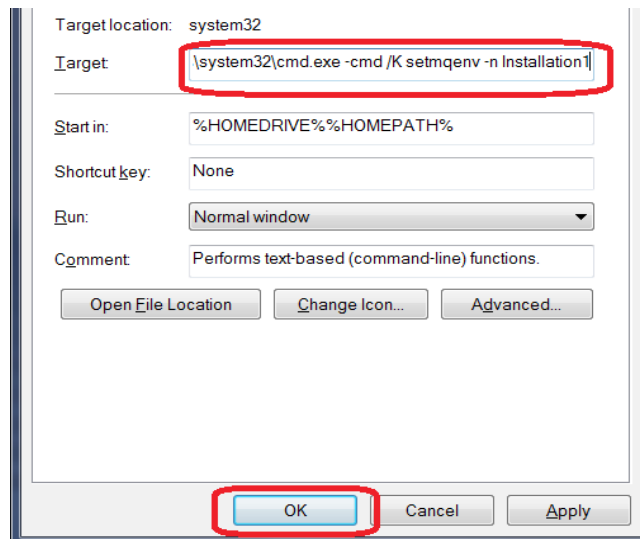 Target location: system32
Target: \system32\cmd.exe -cmd /K setmqenv -n Installation1
Start in: %HOMEDRIVE%%HOMEPATH%
Shortcut key: None
Run: Normal window
Comment: Performs text-based (command-line) functions.
Open File Location Change Icon... Advanced...
OK Cancel Apply